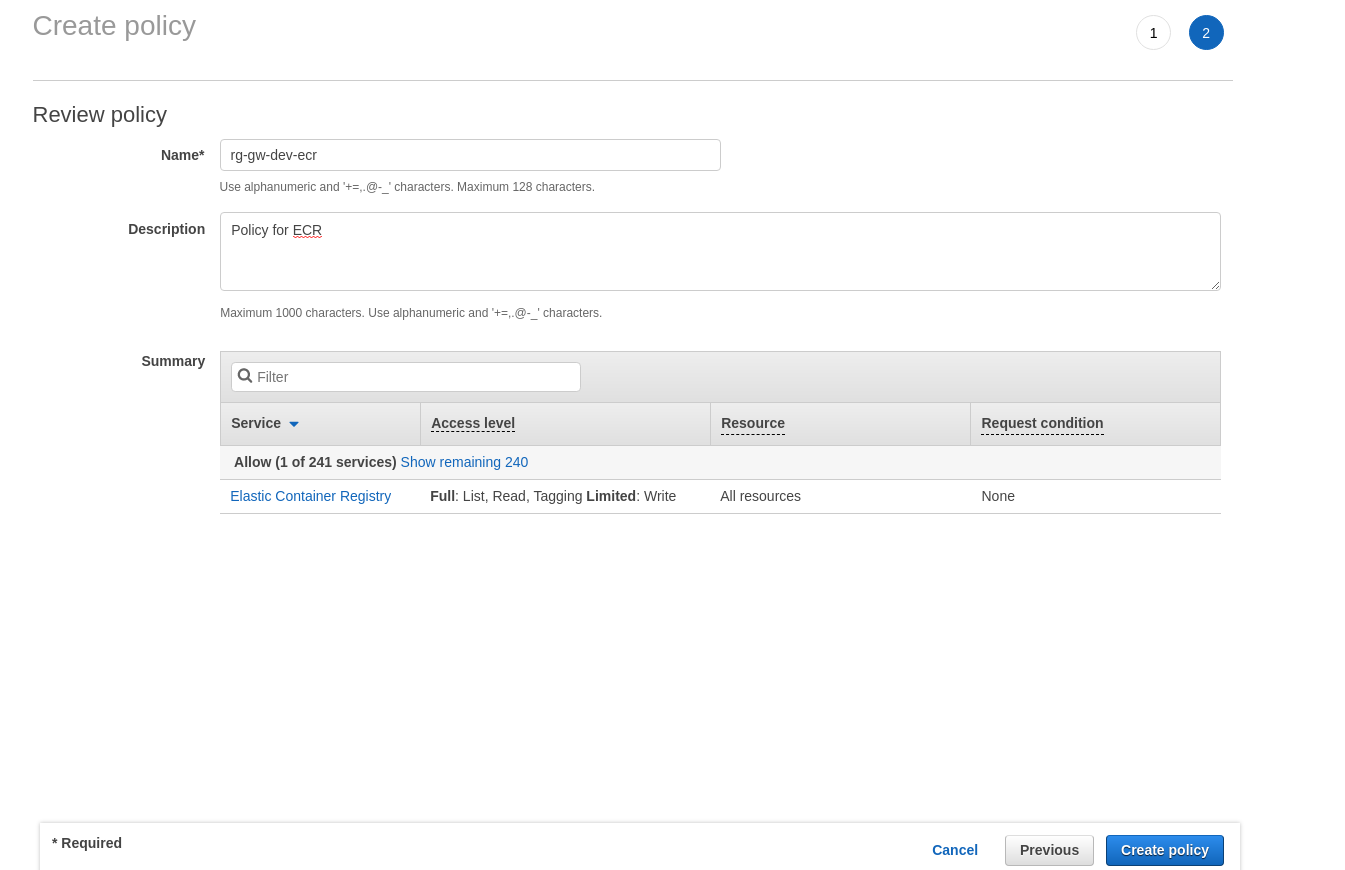 Create policy
1 2
Review policy
Name* rg-gw-dev-ecr
Use alphanumeric and '+=,.@-_' characters. Maximum 128 characters.
Description Policy for ECR
Maximum 1000 characters. Use alphanumeric and '+=,.@-_' characters.
Summary
Filter
Service Access level Resource Request condition
Allow (1 of 241 services) Show remaining 240
Elastic Container Registry Full: List, Read, Tagging Limited: Write All resources None
* Required
Cancel Previous Create policy